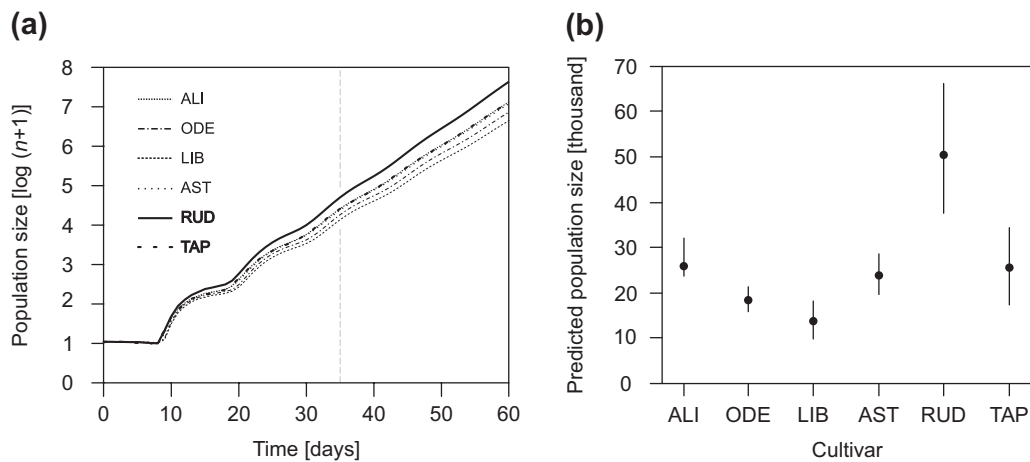 (a)
Population size [log (n+1)]
8
7
6
5
4
3
2
1
0
ALI
ODE
LIB
AST
RUD
TAP
0 10 20 30 40 50 60
Time [days]
(b)
Predicted population size [thousand]
70
60
50
40
30
20
10
0
ALI ODE LIB AST RUD TAP
Cultivar